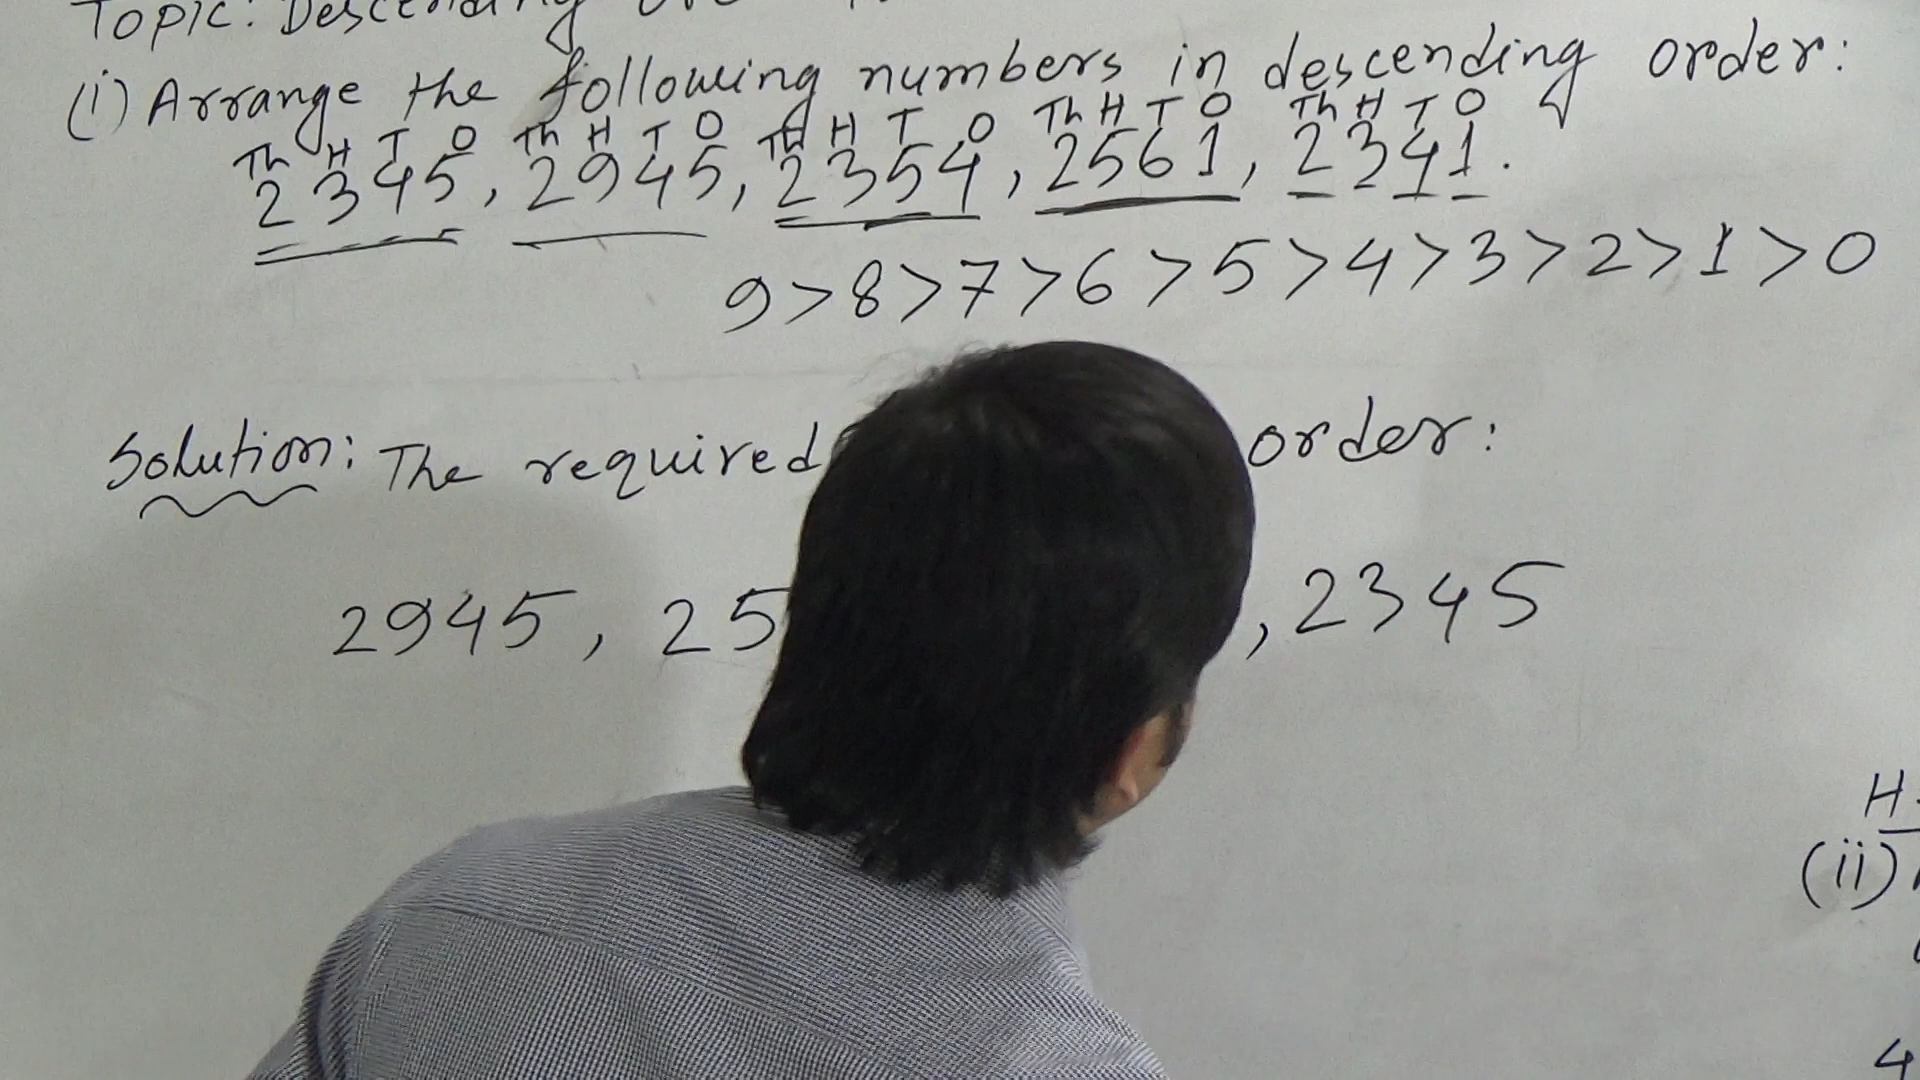 Topic: Descending
(i) Arrange the following numbers in descending order:
Th H T O Th H T O Th H T O Th H T O Th H T O
2345, 2945, 2354, 2561, 2341.
9>8>7>6>5>4>3>2>1>0
Solution: The required order:
2945, 25 , 2345
H
(ii)
4